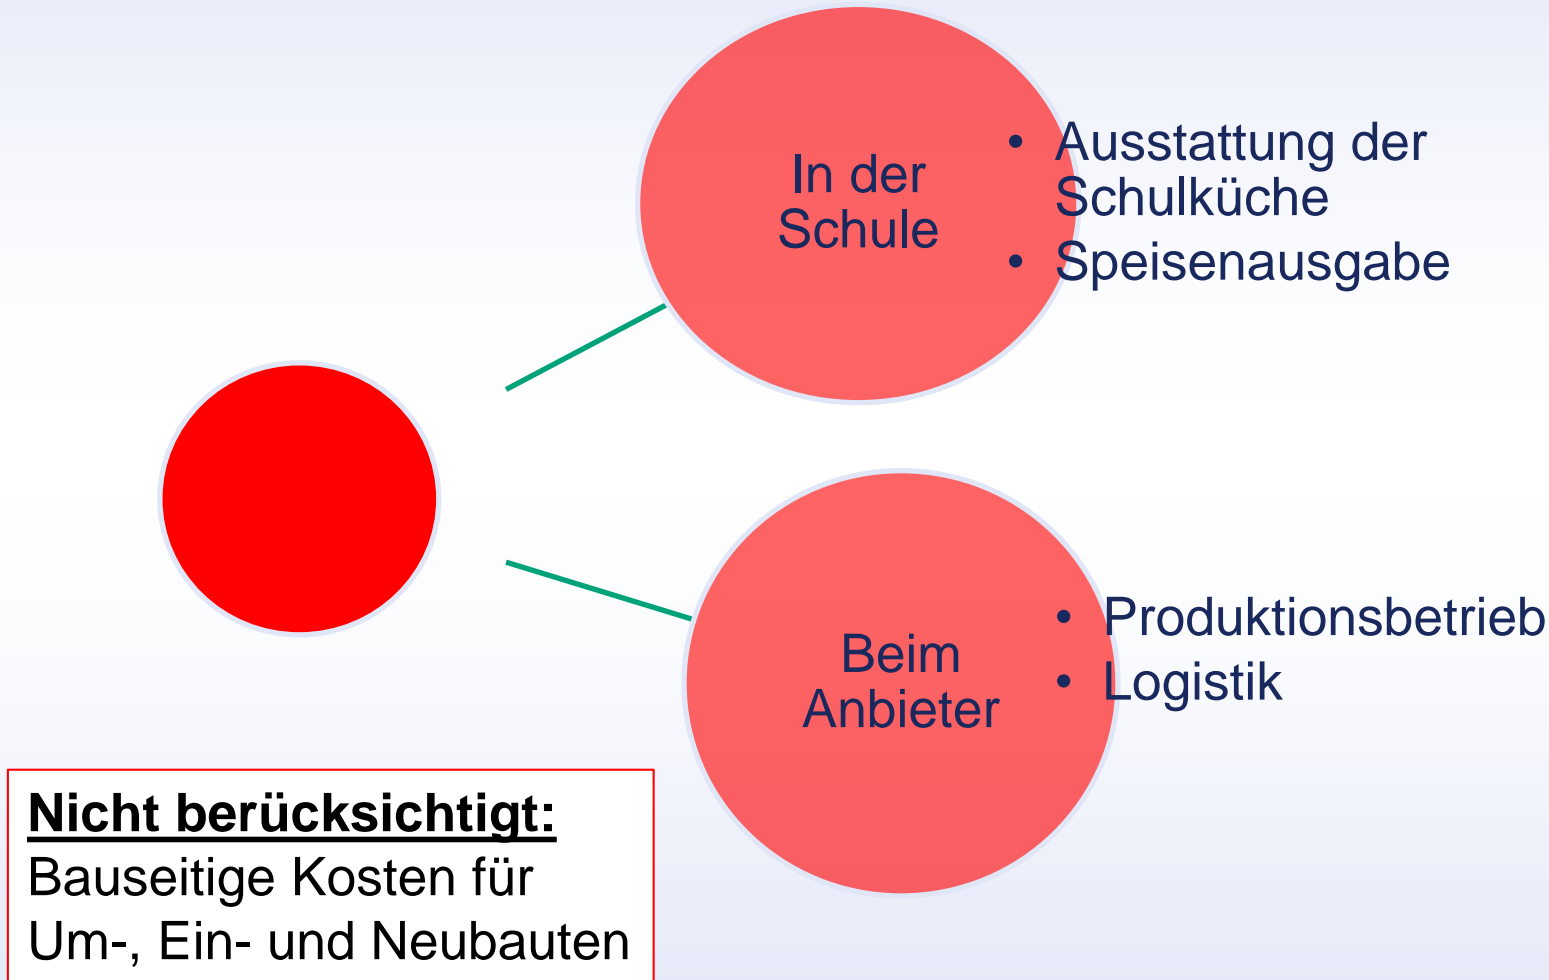 In der
Schule
• Ausstattung der
Schulküche
• Speisenausgabe
Beim
Anbieter
• Produktionsbetrieb
• Logistik
Nicht berücksichtigt:
Bauseitige Kosten für
Um-, Ein- und Neubauten